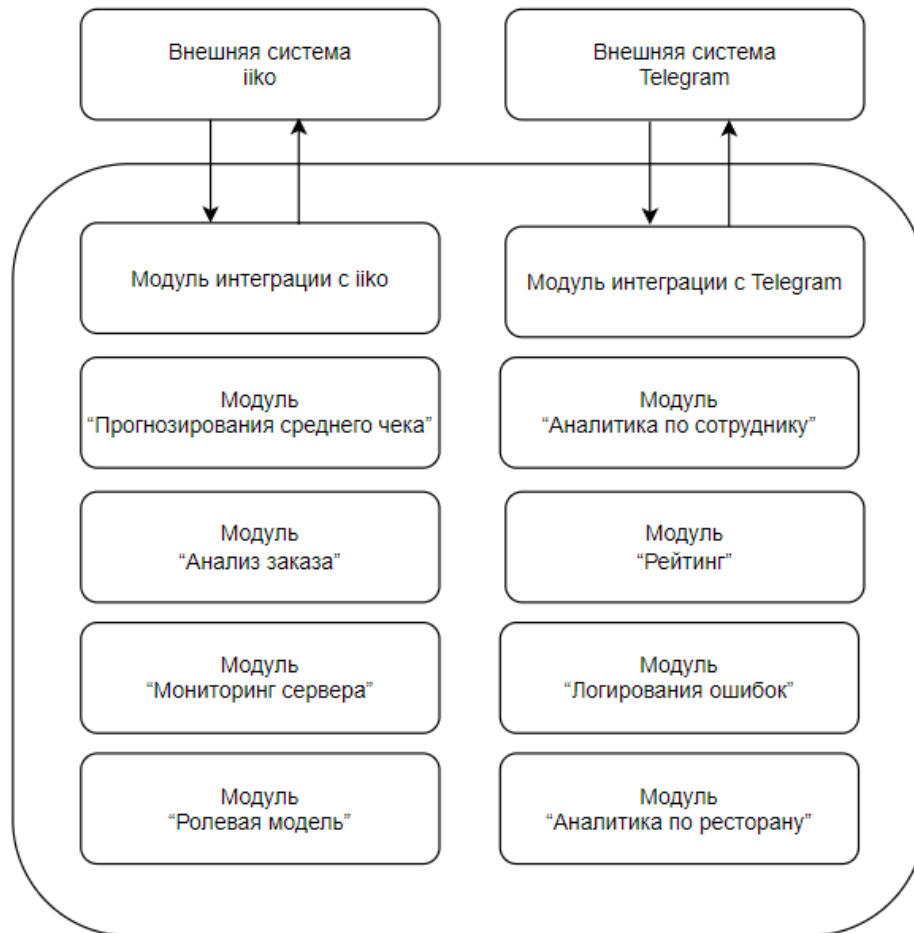 Внешняя система
iiko
Внешняя система
Telegram
Модуль интеграции с iiko
Модуль интеграции с Telegram
Модуль
“Прогнозирования среднего чека”
Модуль
“Аналитика по сотруднику”
Модуль
“Анализ заказа”
Модуль
“Рейтинг”
Модуль
“Мониторинг сервера”
Модуль
“Логирования ошибок”
Модуль
“Ролевая модель”
Модуль
“Аналитика по ресторану”